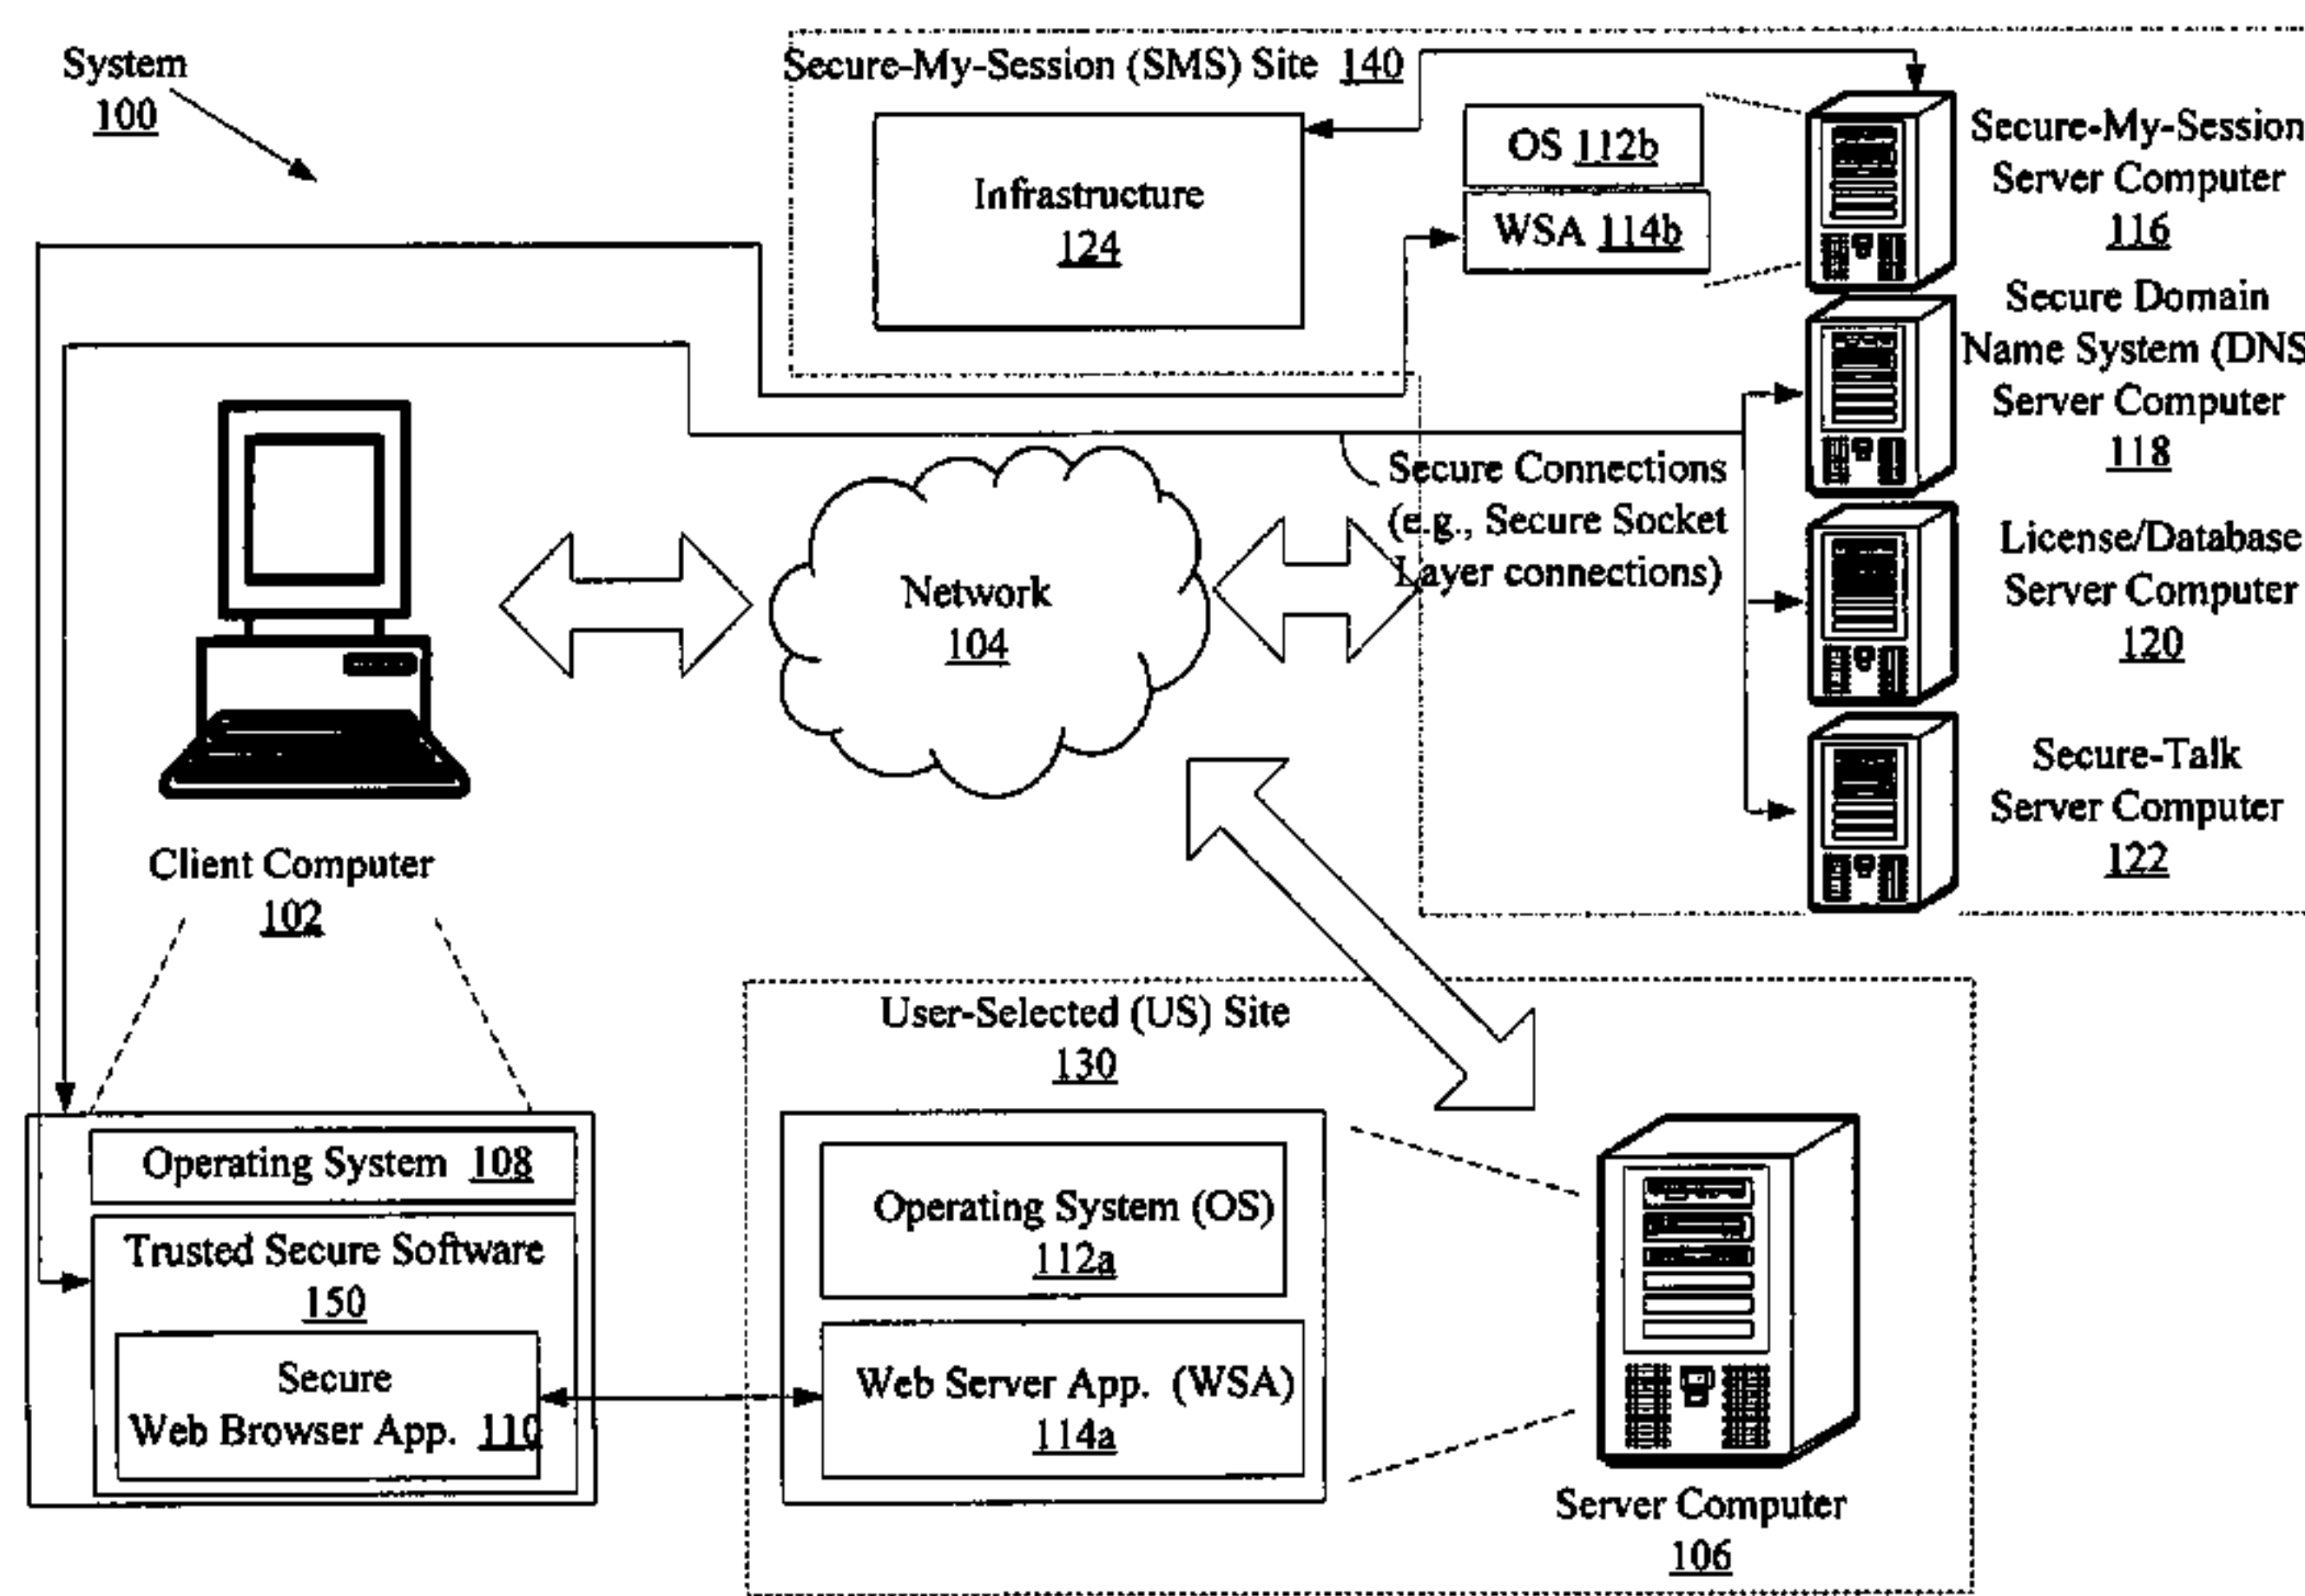 System
100
Secure-My-Session (SMS) Site 140
Infrastructure
124
OS 112b
WSA 114b
Secure-My-Session
Server Computer
116
Secure Domain
Name System (DNS
Server Computer
118
Secure Connections
(e.g., Secure Socket
Layer connections)
License/Database
Server Computer
120
Secure-Talk
Server Computer
122
Network
104
Client Computer
102
Operating System 108
Trusted Secure Software
150
Secure
Web Browser App. 110
User-Selected (US) Site
130
Operating System (OS)
112a
Web Server App. (WSA)
114a
Server Computer
106